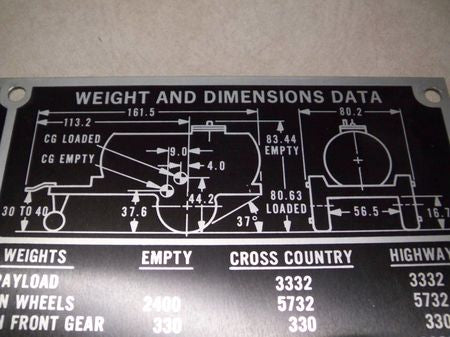 WEIGHT AND DIMENSIONS DATA
161.5
80.2
113.2
CG LOADED
CG EMPTY
9.0
4.0
83.44
EMPTY
80.63
LOADED
30 TO 40
37.6
44.2
37°
56.5
16.7
WEIGHTS EMPTY CROSS COUNTRY HIGHWAY
PAYLOAD 3332 3332
N WHEELS 2400 5732 5732
FRONT GEAR 330 330 330